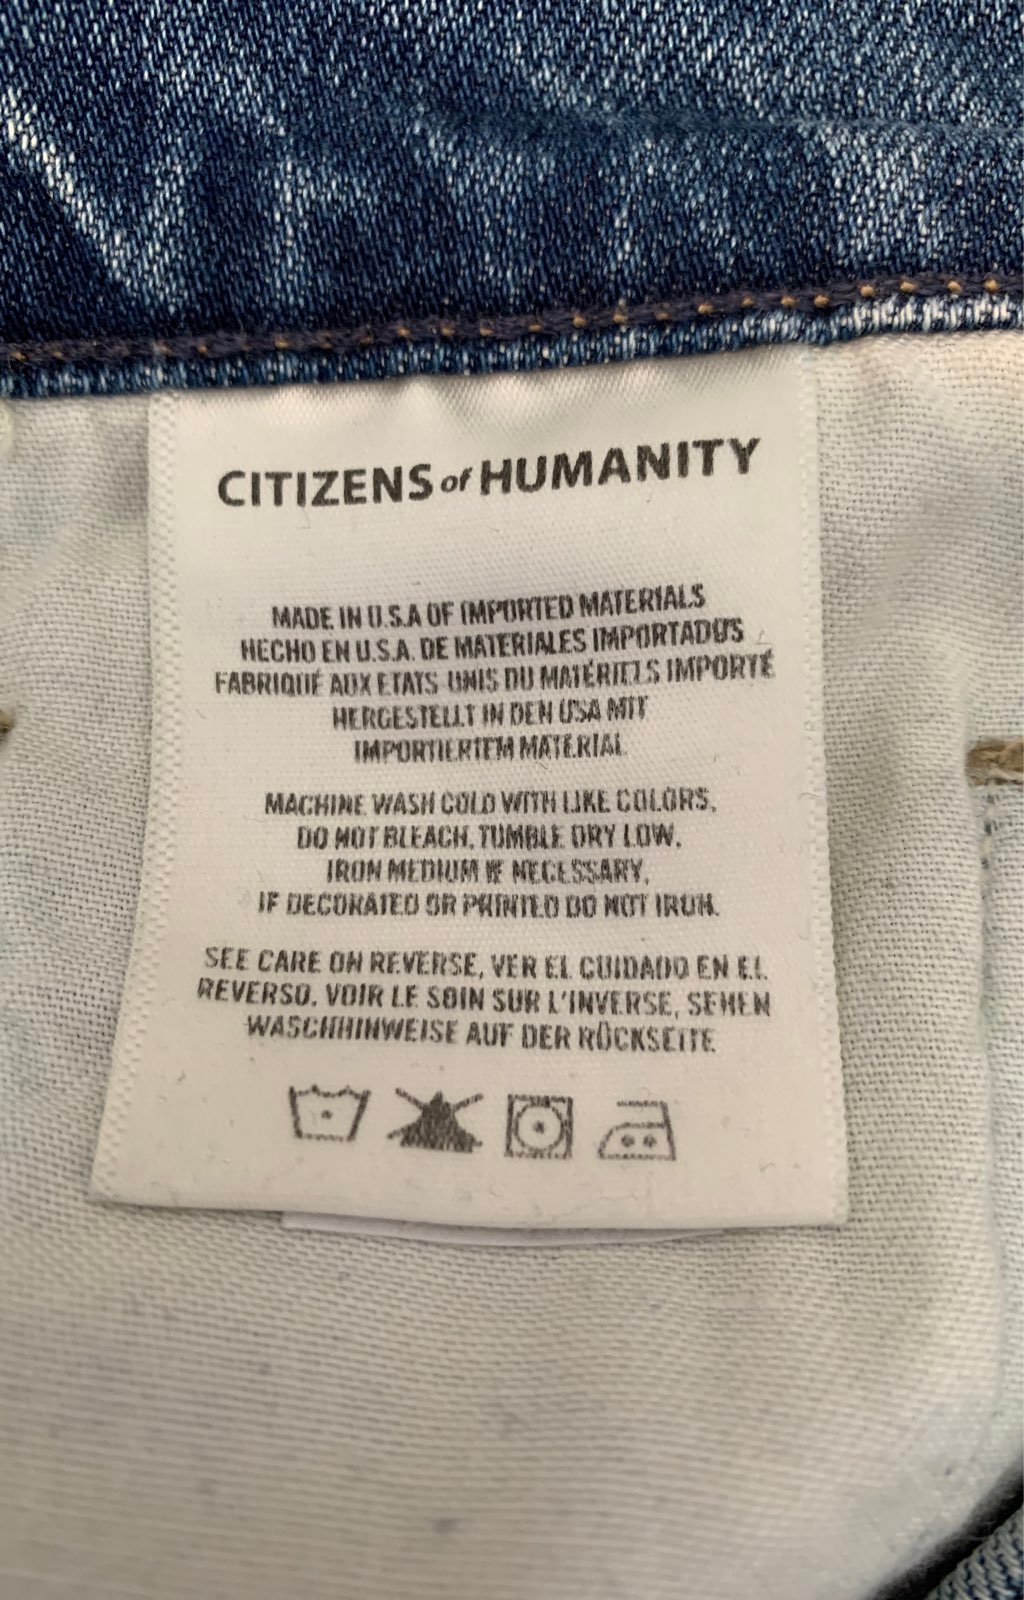 CITIZENS of HUMANITY
MADE IN U.S.A OF IMPORTED MATERIALS
HECHO EN U.S.A. DE MATERIALES IMPORTADOS
FABRIQUÉ AUX ETATS-UNIS DU MATÉRIELS IMPORTÉ
HERGESTELLT IN DEN USA MIT
IMPORTIERTEM MATERIAL
MACHINE WASH COLD WITH LIKE COLORS.
DO NOT BLEACH. TUMBLE DRY LOW.
IRON MEDIUM IF NECESSARY,
IF DECORATED OR PRINTED DO NOT IRON.
SEE CARE ON REVERSE, VER EL CUIDADO EN EL
REVERSO. VOIR LE SOIN SUR L'INVERSE, SEHEN
WASCHHINWEISE AUF DER RÜCKSEITE